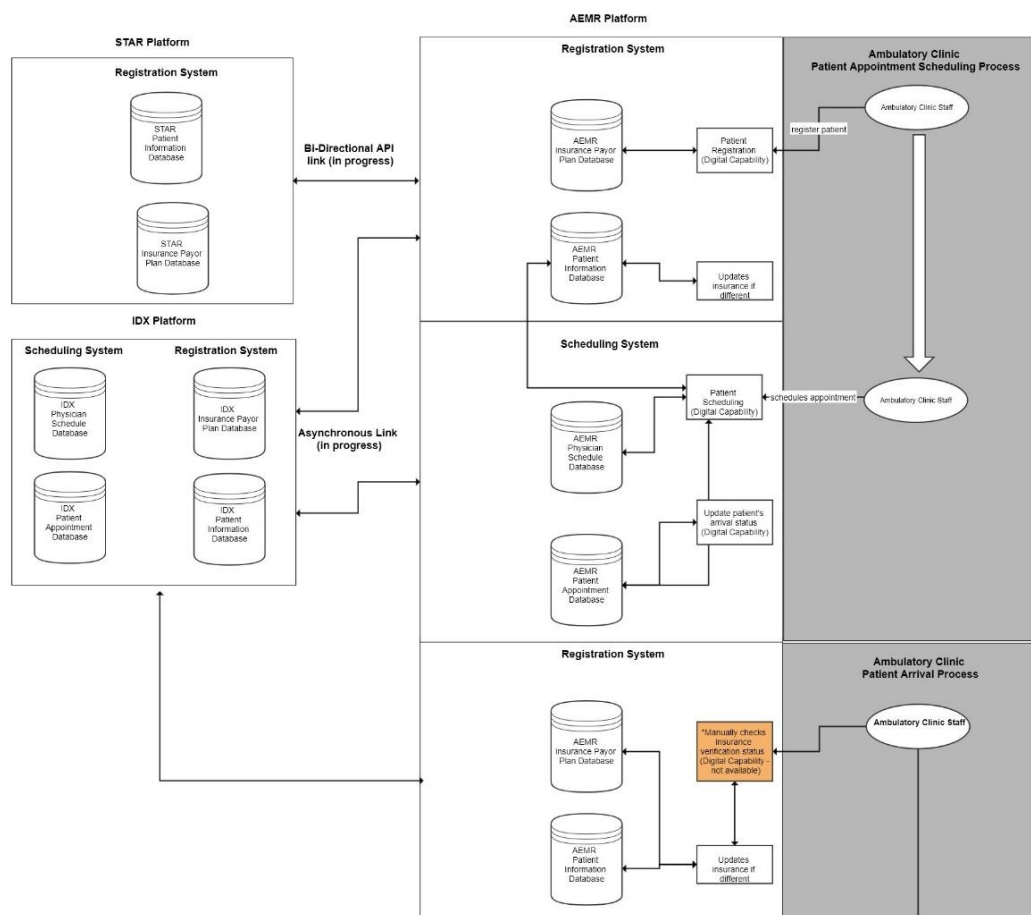 AEMR Platform
STAR Platform
Registration System
STAR
Patient
Information
Database
STAR
Insurance Payor
Plan Database
Bi-Directional API
link (in progress)
IDX Platform
Scheduling System
Registration System
IDX
Physician
Schedule
Database
IDX
Insurance Payor
Plan Database
IDX
Patient
Appointment
Database
IDX
Patient
Information
Database
Asynchronous Link
(in progress)
Registration System
AEMR
Insurance Payor
Plan Database
Patient
Registration
(Digital Capability)
AEMR
Patient
Information
Database
Updates
insurance if
different
Scheduling System
Patient
Scheduling
(Digital Capability)
AEMR
Physician
Schedule
Database
Update patient's
arrival status
(Digital Capability)
AEMR
Patient
Appointment
Database
Registration System
AEMR
Insurance Payor
Plan Database
*Manually checks
insurance
verification status
(Digital Capability -
not available)
AEMR
Patient
Information
Database
Updates
insurance if
different
Ambulatory Clinic
Patient Appointment Scheduling Process
Ambulatory Clinic Staff
register patient
schedules appointment
Ambulatory Clinic Staff
Ambulatory Clinic
Patient Arrival Process
Ambulatory Clinic Staff